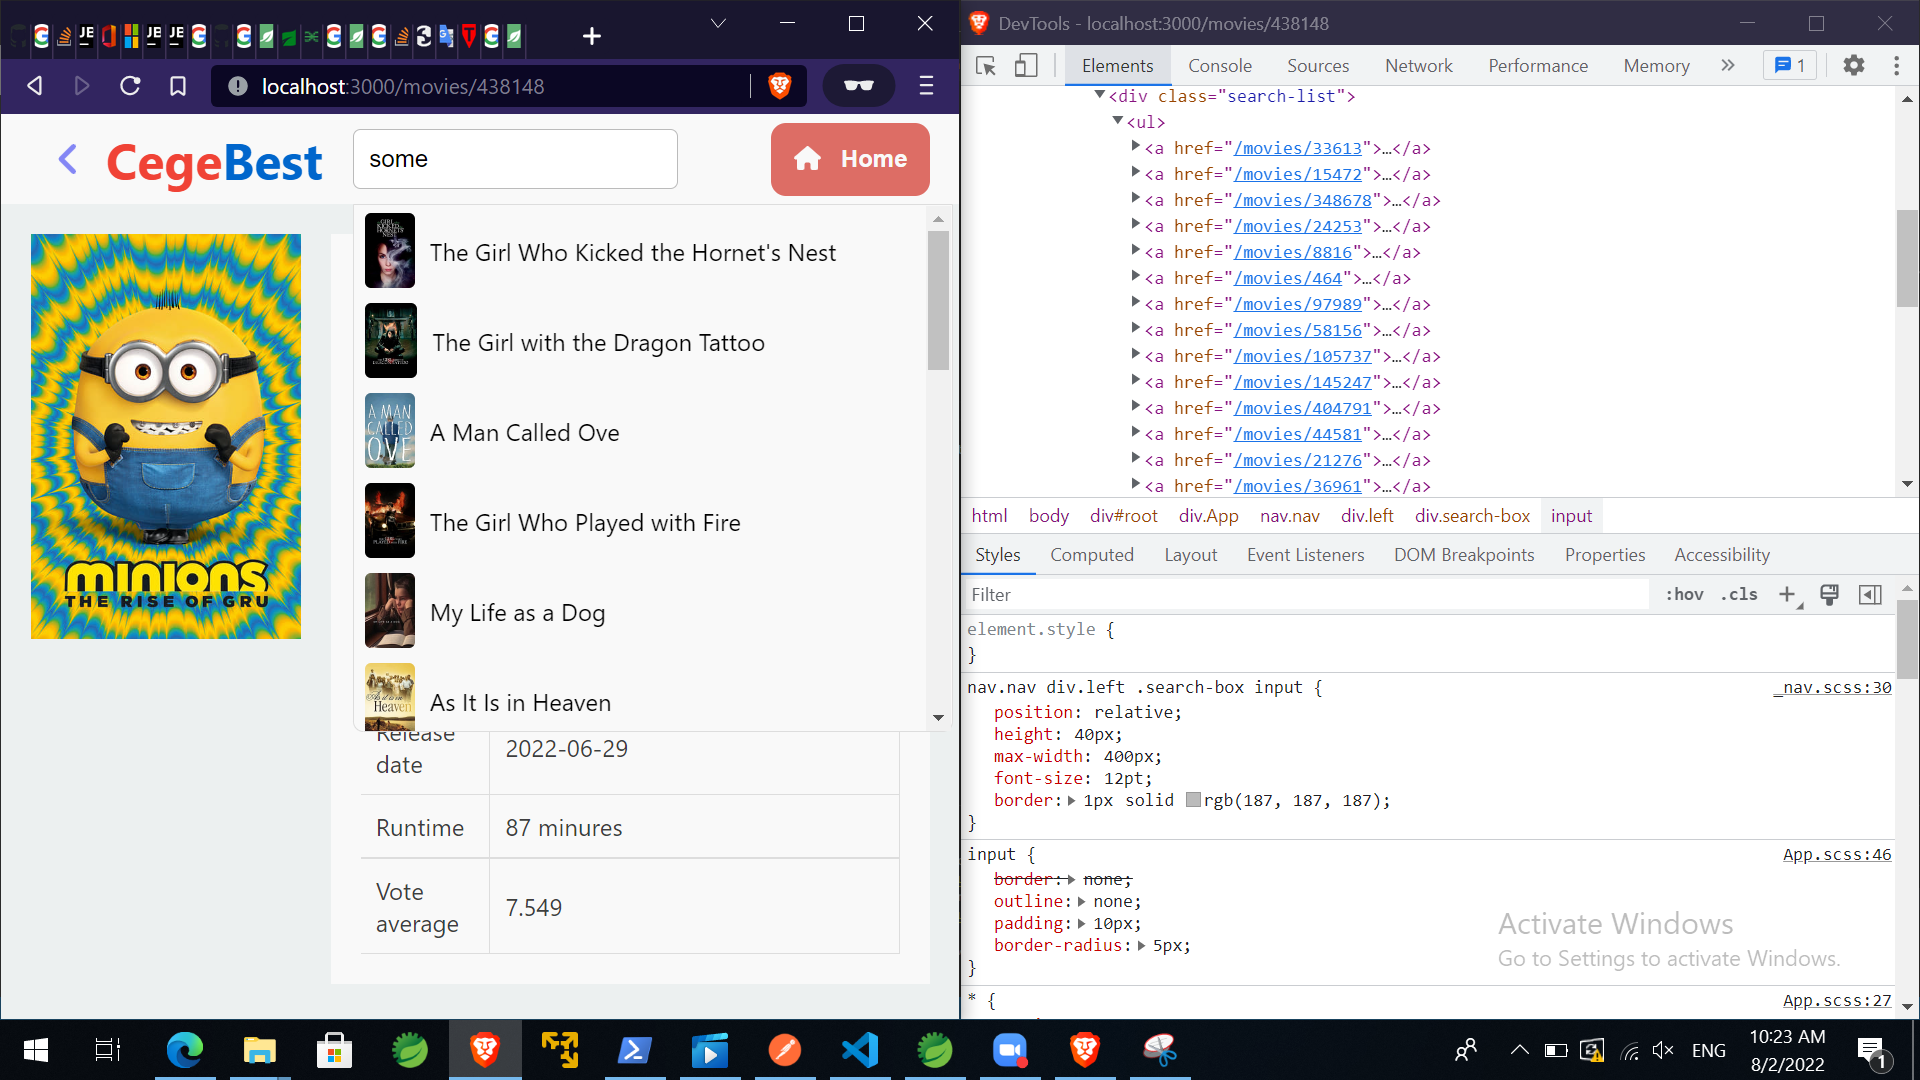 DevTools - localhost:3000/movies/438148
localhost:3000/movies/438148
Elements Console Sources Network Performance Memory 1
CegeBest
some
Home
The Girl Who Kicked the Hornet's Nest
The Girl with the Dragon Tattoo
A MAN CALLED OVE
A Man Called Ove
The Girl Who Played with Fire
My Life as a Dog
As it is in Heaven
As It Is in Heaven
MINIONS
THE RISE OF GRU
Release date
2022-06-29
Runtime
87 minures
Vote average
7.549
<div class="search-list">
<ul>
<a href="/movies/33613">…</a>
<a href="/movies/15472">…</a>
<a href="/movies/348678">…</a>
<a href="/movies/24253">…</a>
<a href="/movies/8816">…</a>
<a href="/movies/464">…</a>
<a href="/movies/97989">…</a>
<a href="/movies/58156">…</a>
<a href="/movies/105737">…</a>
<a href="/movies/145247">…</a>
<a href="/movies/404791">…</a>
<a href="/movies/44581">…</a>
<a href="/movies/21276">…</a>
<a href="/movies/36961">…</a>
html body div#root div.App nav.nav div.left div.search-box input
Styles Computed Layout Event Listeners DOM Breakpoints Properties Accessibility
Filter :hov .cls
element.style {
}
nav.nav div.left .search-box input { _nav.scss:30
position: relative;
height: 40px;
max-width: 400px;
font-size: 12pt;
border: 1px solid rgb(187, 187, 187);
}
input { App.scss:46
border: none;
outline: none;
padding: 10px;
border-radius: 5px;
}
* { App.scss:27
Activate Windows
Go to Settings to activate Windows.
ENG
10:23 AM
8/2/2022
1